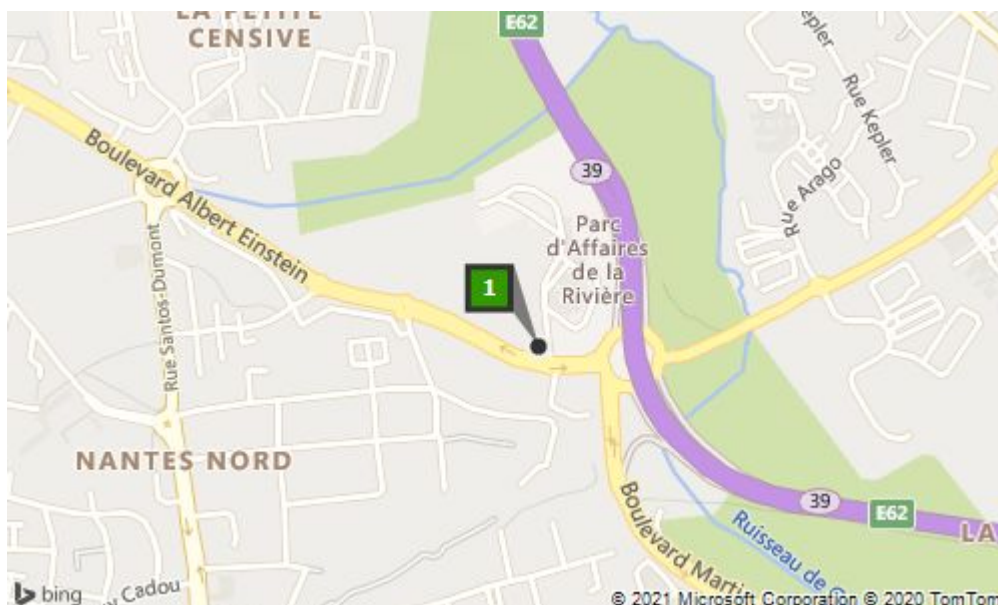 LA PETITE
CENSIVE
E62
Kepler
Rue Kepler
Boulevard Albert Einstein
39
Rue Arago
Parc
d'Affaires
de la
Rivière
Rue Santos-Dumont
1
NANTES NORD
39
E62
Boulevard Marti
Ruisseau de
LA
Cadou
bing
© 2021 Microsoft Corporation © 2020 TomTom